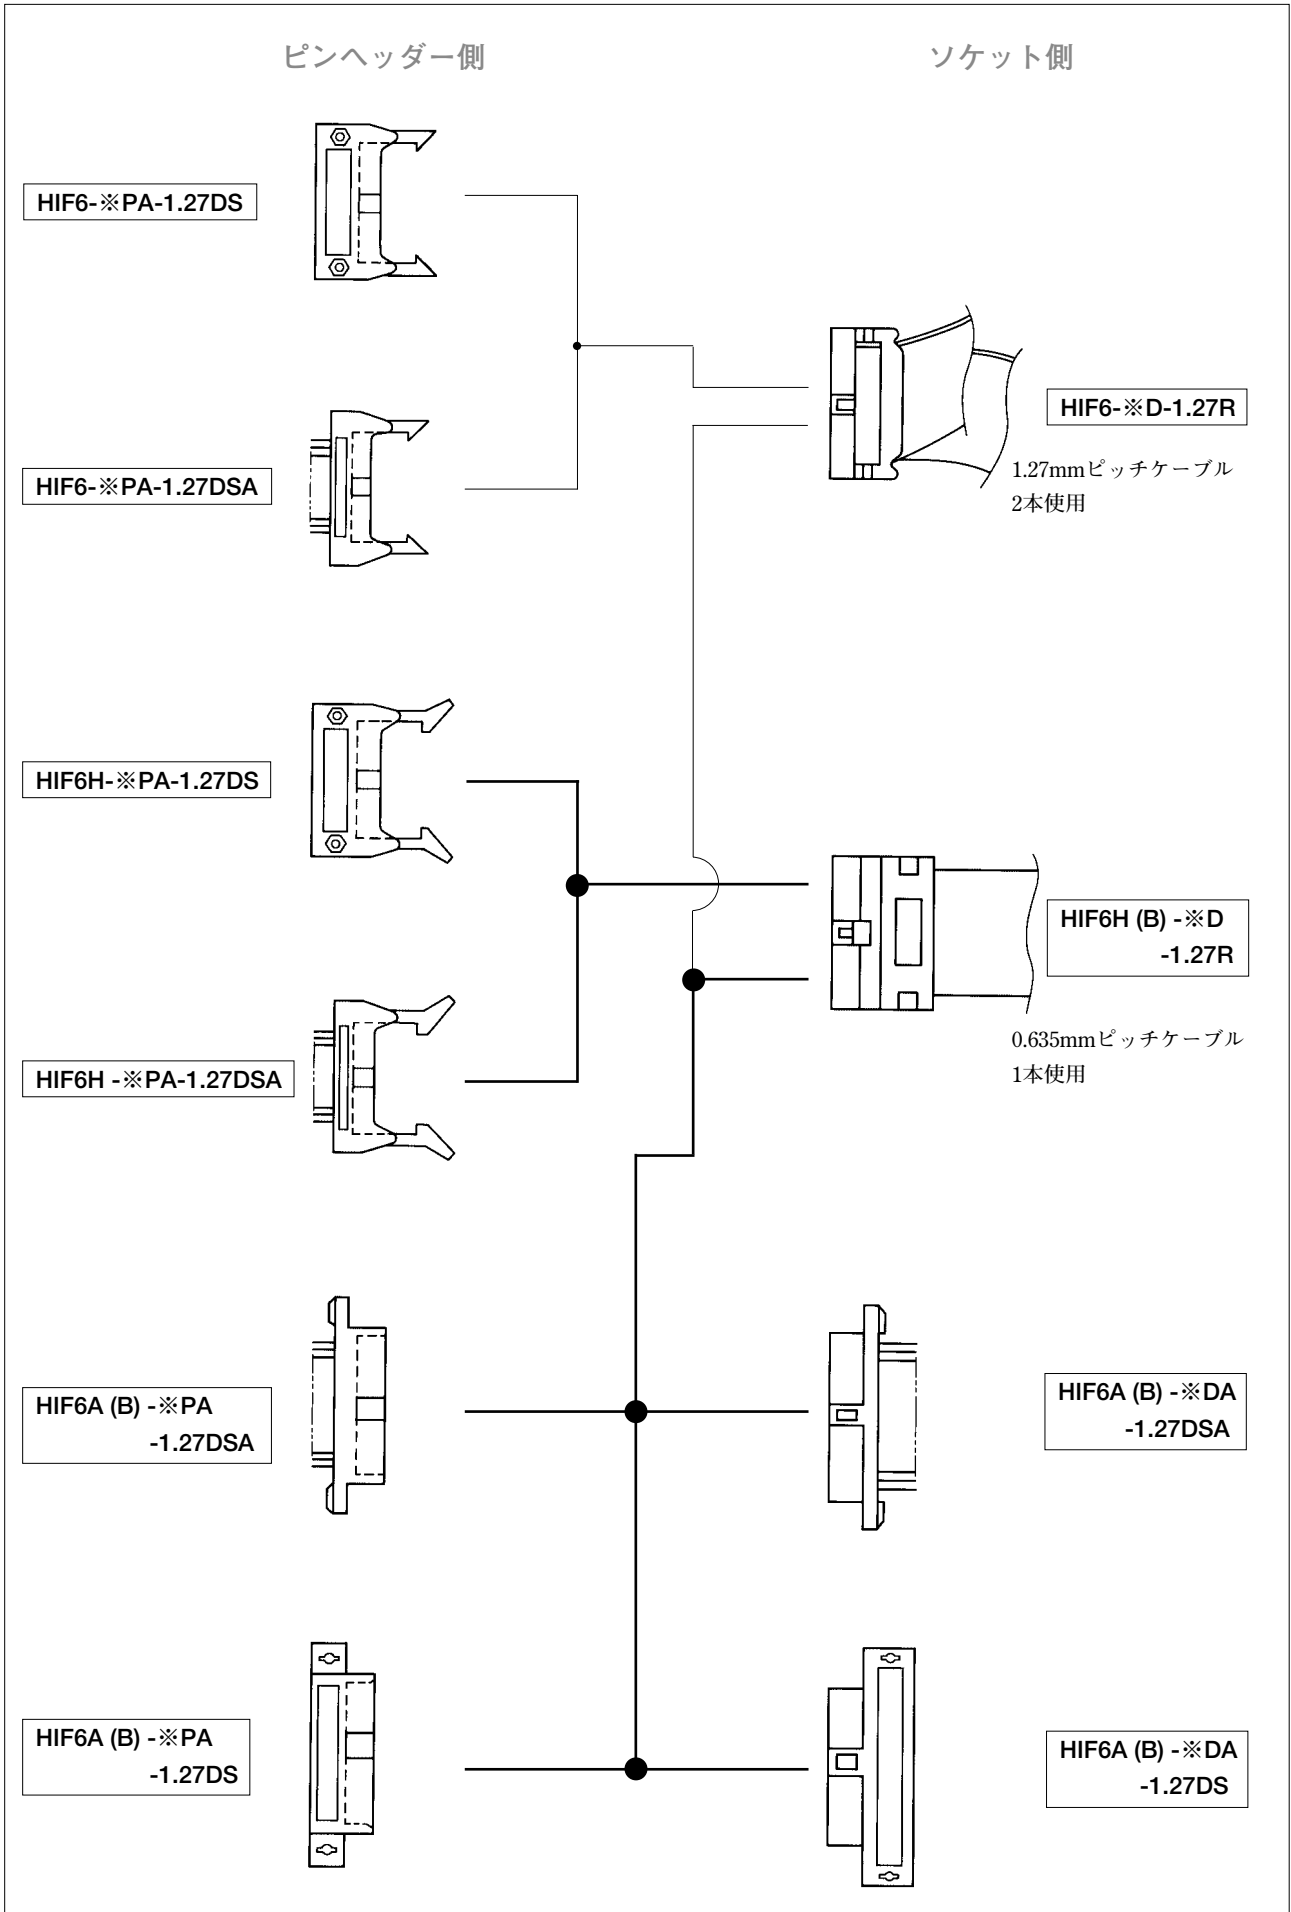 ピンヘッダー側
ソケット側
HIF6-※PA-1.27DS
HIF6-※D-1.27R
1.27mmピッチケーブル
2本使用
HIF6-※PA-1.27DSA
HIF6H-※PA-1.27DS
HIF6H (B) -※D
-1.27R
0.635mmピッチケーブル
1本使用
HIF6H -※PA-1.27DSA
HIF6A (B) -※PA
-1.27DSA
HIF6A (B) -※DA
-1.27DSA
HIF6A (B) -※PA
-1.27DS
HIF6A (B) -※DA
-1.27DS